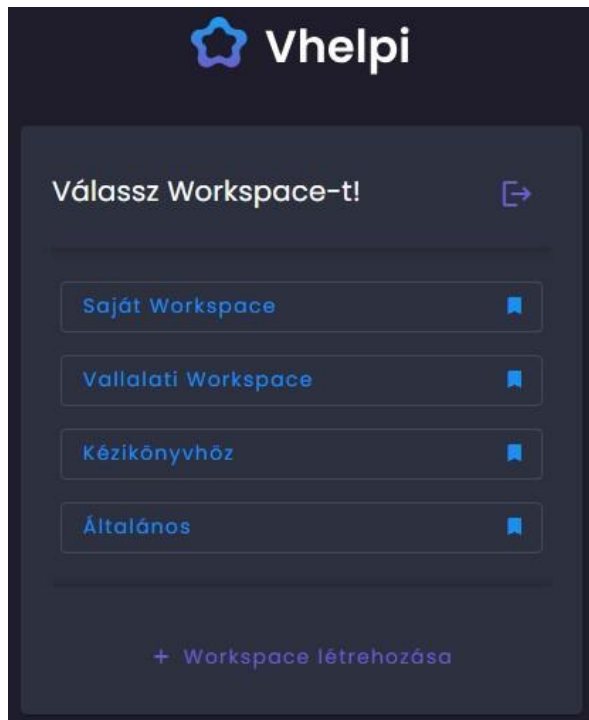 Vhelpi
Válassz Workspace-t!
Saját Workspace
Vallalati Workspace
Kézikönyvhöz
Általános
+ Workspace létrehozása